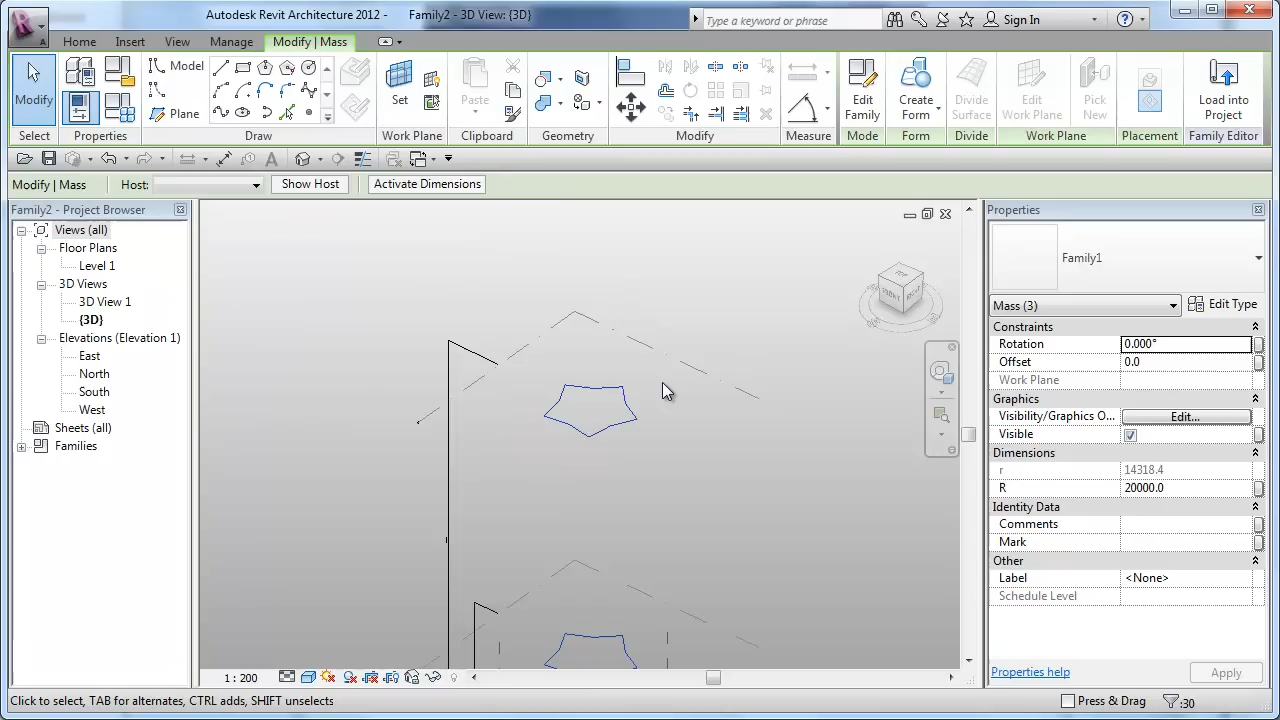 Autodesk Revit Architecture 2012 - Family2 - 3D View: {3D}
Type a keyword or phrase
Sign In
Home Insert View Manage Modify | Mass
Modify
Model
Plane
Set
Paste
Edit Family
Create Form
Divide Surface
Edit Work Plane
Pick New
Load into Project
Select Properties Draw Work Plane Clipboard Geometry Modify Measure Mode Form Divide Work Plane Placement Family Editor
Modify | Mass Host: Show Host Activate Dimensions
Family2 - Project Browser
Views (all)
Floor Plans
Level 1
3D Views
3D View 1
{3D}
Elevations (Elevation 1)
East
North
South
West
Sheets (all)
Families
TOP
FRONT
RIGHT
1 : 200
Properties
Family1
Mass (3) Edit Type
Constraints
Rotation 0.000°
Offset 0.0
Work Plane
Graphics
Visibility/Graphics O... Edit...
Visible
Dimensions
r 14318.4
R 20000.0
Identity Data
Comments
Mark
Other
Label <None>
Schedule Level
Properties help Apply
Click to select, TAB for alternates, CTRL adds, SHIFT unselects
Press & Drag :30